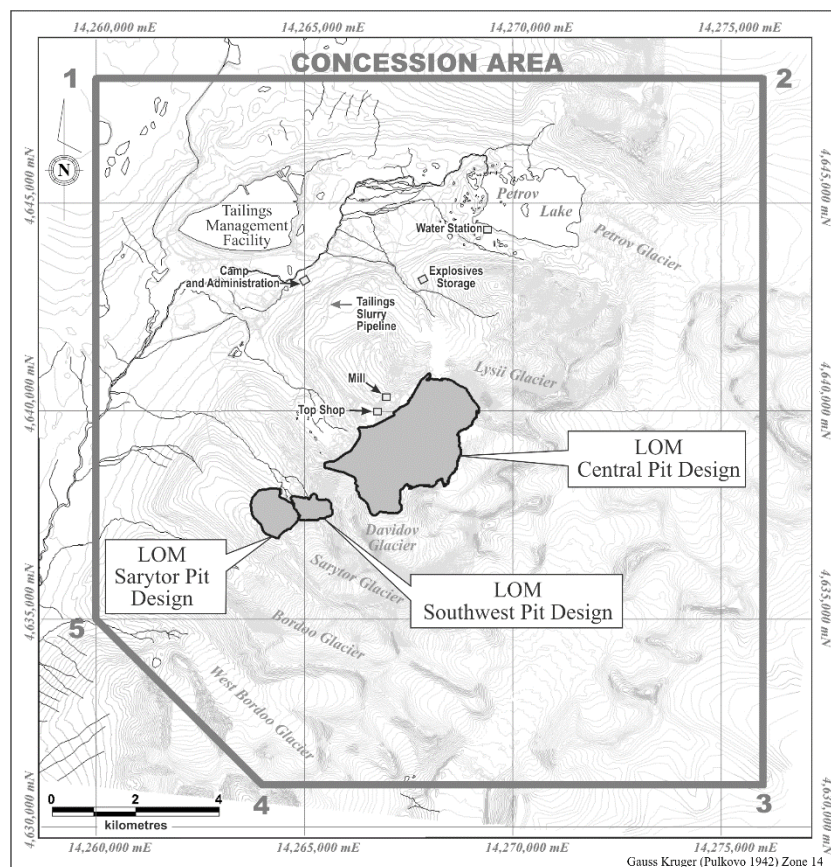 14,260,000 mE
14,265,000 mE
14,270,000 mE
14,275,000 mE
1
CONCESSION AREA
2
N
4,645,000 mN
4,645,000 mN
Tailings
Management
Facility
Petrov
Lake
Water Station
Petrov Glacier
Camp
and Administration
Explosives
Storage
Tailings
Slurry
Pipeline
Lysii Glacier
4,640,000 mN
4,640,000 mN
Mill
Top Shop
LOM
Central Pit Design
Davidov
Glacier
LOM
Sarytor Pit
Design
Sarytor Glacier
LOM
Southwest Pit Design
4,635,000 mN
4,635,000 mN
5
Bordoo Glacier
West Bordoo
Glacier
0
2
4
kilometres
4
3
4,630,000 mN
4,630,000 mN
14,260,000 mE
14,265,000 mE
14,270,000 mE
14,275,000 mE
Gauss Kruger (Pulkovo 1942) Zone 14